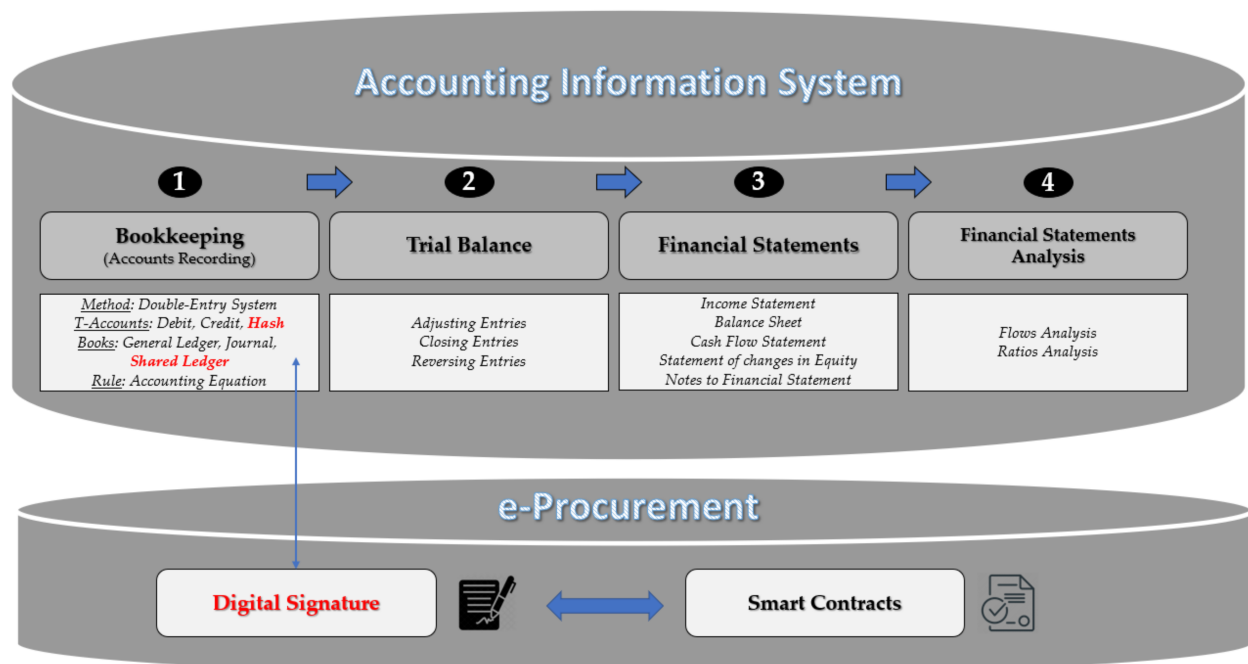 Accounting Information System
1
2
3
4
Bookkeeping
(Accounts Recording)
Trial Balance
Financial Statements
Financial Statements
Analysis
Method: Double-Entry System
T-Accounts: Debit, Credit, Hash
Books: General Ledger, Journal,
Shared Ledger
Rule: Accounting Equation
Adjusting Entries
Closing Entries
Reversing Entries
Income Statement
Balance Sheet
Cash Flow Statement
Statement of changes in Equity
Notes to Financial Statement
Flows Analysis
Ratios Analysis
e-Procurement
Digital Signature
Smart Contracts